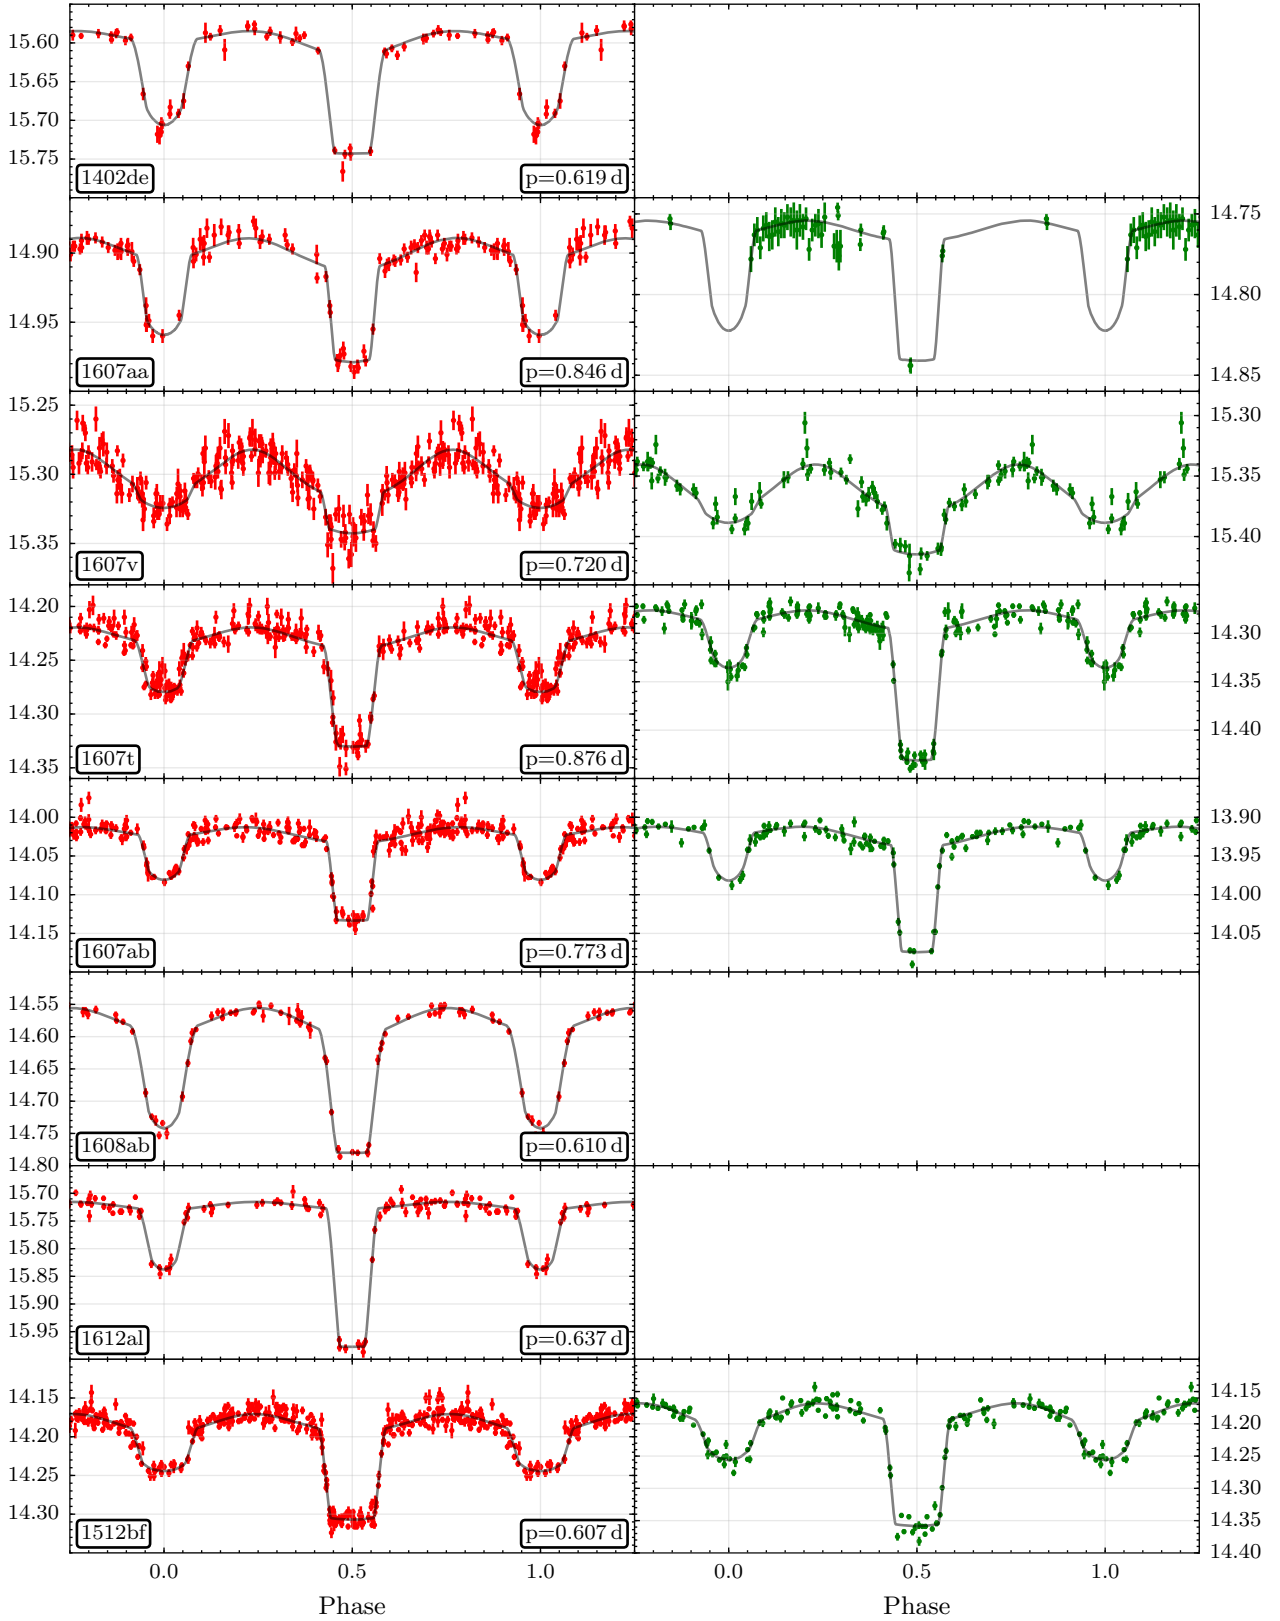 15.60
15.65
15.70
15.75
1402de
p=0.619 d
14.90
14.95
1607aa
p=0.846 d
14.75
14.80
14.85
15.25
15.30
15.35
1607v
p=0.720 d
15.30
15.35
15.40
14.20
14.25
14.30
14.35
1607t
p=0.876 d
14.30
14.35
14.40
14.00
14.05
14.10
14.15
1607ab
p=0.773 d
13.90
13.95
14.00
14.05
14.55
14.60
14.65
14.70
14.75
14.80
1608ab
p=0.610 d
15.70
15.75
15.80
15.85
15.90
15.95
1612al
p=0.637 d
14.15
14.20
14.25
14.30
1512bf
p=0.607 d
14.15
14.20
14.25
14.30
14.35
14.40
0.0 0.5 1.0 0.0 0.5 1.0
Phase Phase